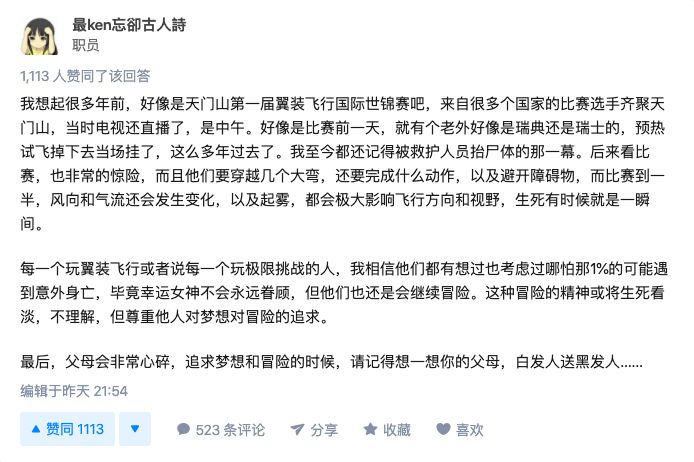 最ken忘卻古人詩
职员
1,113 人赞同了该回答
我想起很多年前，好像是天门山第一届翼装飞行国际世锦赛吧，来自很多个国家的比赛选手齐聚天
门山，当时电视还直播了，是中午。好像是比赛前一天，就有个老外好像是瑞典还是瑞士的，预热
试飞掉下去当场挂了，这么多年过去了。我至今都还记得被救护人员抬尸体的那一幕。后来看比
赛，也非常的惊险，而且他们要穿越几个大弯，还要完成什么动作，以及避开障碍物，而比赛到一
半，风向和气流还会发生变化，以及起雾，都会极大影响飞行方向和视野，生死有时候就是一瞬
间。
每一个玩翼装飞行或者说每一个玩极限挑战的人，我相信他们都有想过也考虑过哪怕那1%的可能遇
到意外身亡，毕竟幸运女神不会永远眷顾，但他们也还是会继续冒险。这种冒险的精神或将生死看
淡，不理解，但尊重他人对梦想对冒险的追求。
最后，父母会非常心碎，追求梦想和冒险的时候，请记得想一想你的父母，白发人送黑发人......
编辑于昨天 21:54
赞同 1113 523 条评论 分享 收藏 喜欢